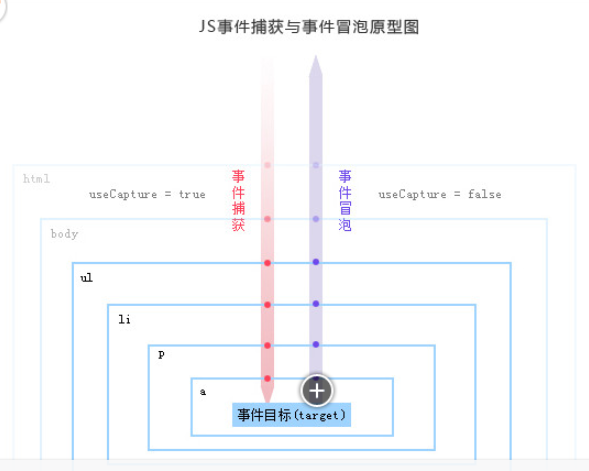 JS事件捕获与事件冒泡原型图
html
useCapture = true
事件捕获
事件冒泡
useCapture = false
body
ul
li
p
a
事件目标(target)